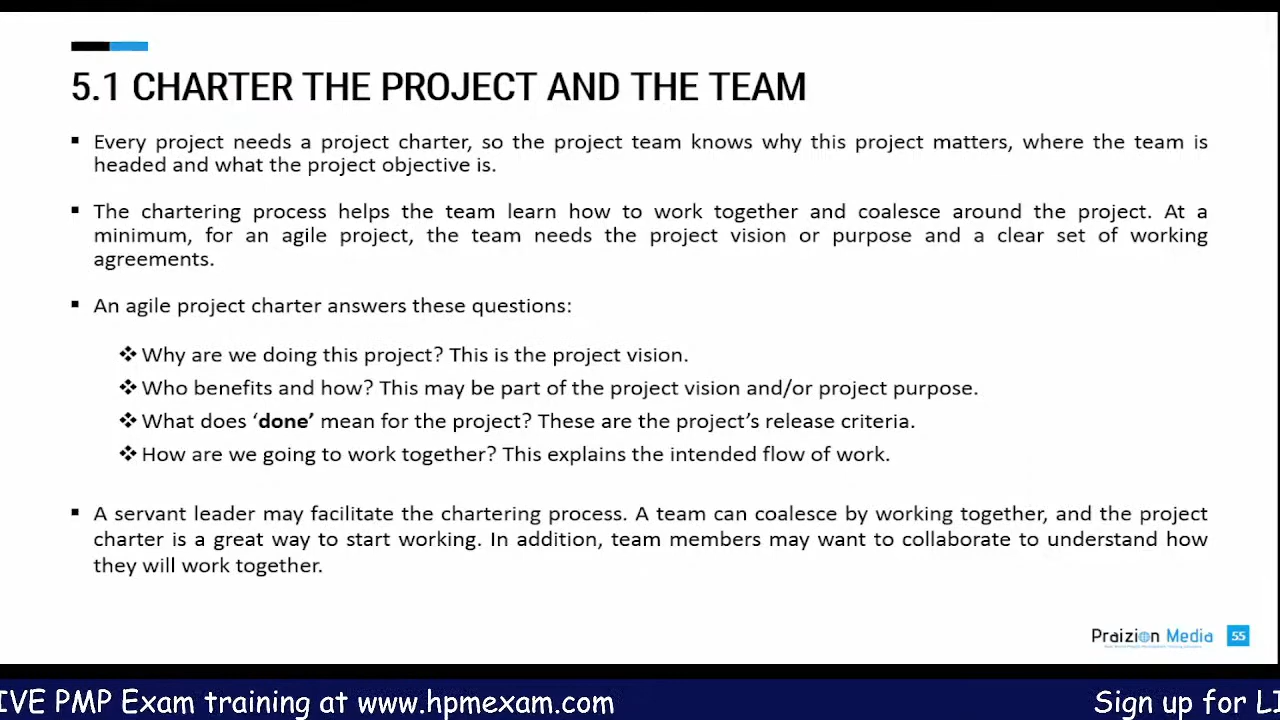 5.1 CHARTER THE PROJECT AND THE TEAM
▪ Every project needs a project charter, so the project team knows why this project matters, where the team is
headed and what the project objective is.
▪ The chartering process helps the team learn how to work together and coalesce around the project. At a
minimum, for an agile project, the team needs the project vision or purpose and a clear set of working
agreements.
▪ An agile project charter answers these questions:
❖ Why are we doing this project? This is the project vision.
❖ Who benefits and how? This may be part of the project vision and/or project purpose.
❖ What does ‘done’ mean for the project? These are the project’s release criteria.
❖ How are we going to work together? This explains the intended flow of work.
▪ A servant leader may facilitate the chartering process. A team can coalesce by working together, and the project
charter is a great way to start working. In addition, team members may want to collaborate to understand how
they will work together.
Praizion Media 55
IVE PMP Exam training at www.hpmexam.com Sign up for LI